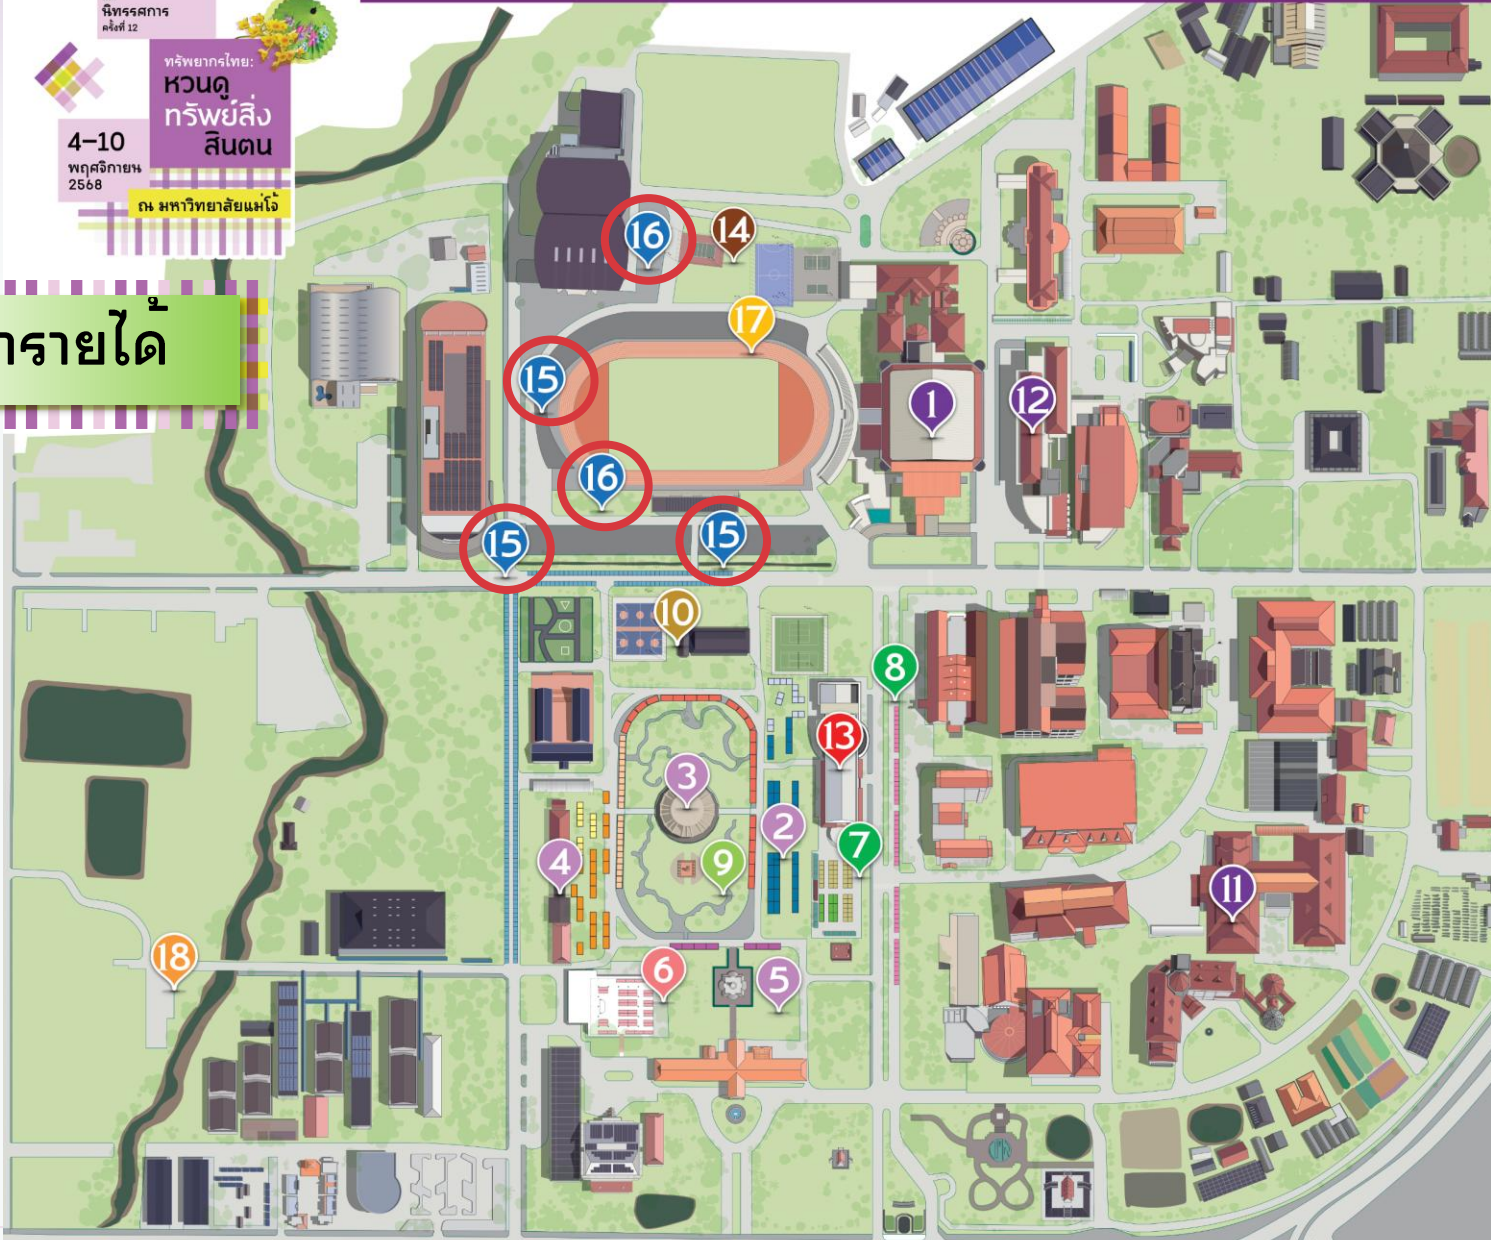 นิทรรศการ
ครั้งที่ 12
ทรัพยากรไทย:
หวนดู
ทรัพย์สิ่ง
สินตน
4–10
พฤศจิกายน
2568
ณ มหาวิทยาลัยแม่โจ้
16
14
17
ารายได้
15
1
12
16
15
15
10
8
13
3
2
7
4
9
11
18
6
5